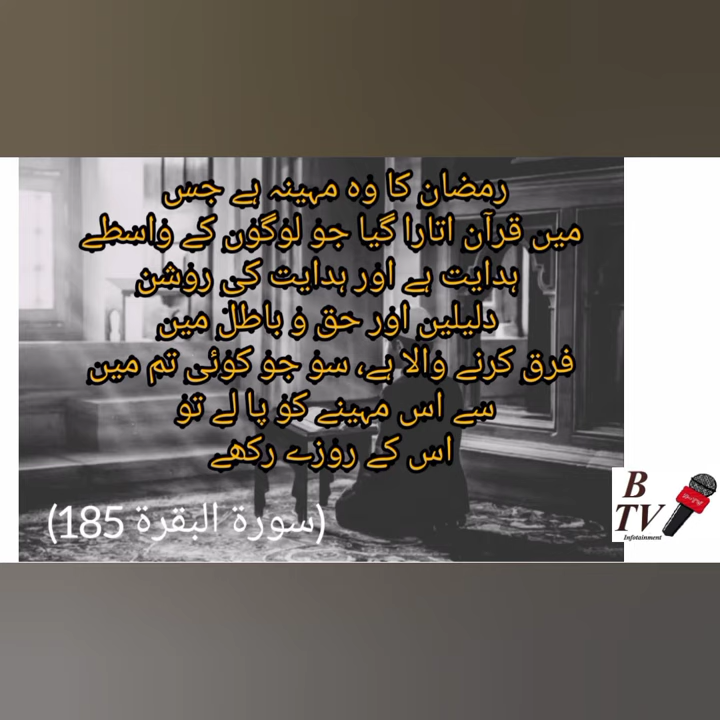 رمضان کا وہ مہینہ ہے جس
میں قرآن اتارا گیا جو لوگوں کے واسطے
ہدایت ہے اور ہدایت کی روشن
دلیلیں اور حق و باطل میں
فرق کرنے والا ہے، سو جو کوئی تم میں
سے اس مہینے کو پا لے تو
اس کے روزے رکھے
(سورة البقرة 185)
B
TV
Infotainment